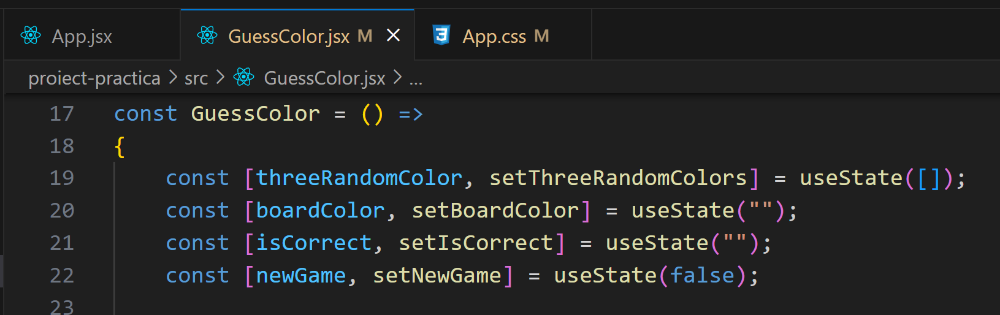 App.jsx GuessColor.jsx M App.css M
proiect-practica > src > GuessColor.jsx > ...
17 const GuessColor = () =>
18 {
19 const [threeRandomColor, setThreeRandomColors] = useState([]);
20 const [boardColor, setBoardColor] = useState("");
21 const [isCorrect, setIsCorrect] = useState("");
22 const [newGame, setNewGame] = useState(false);
23